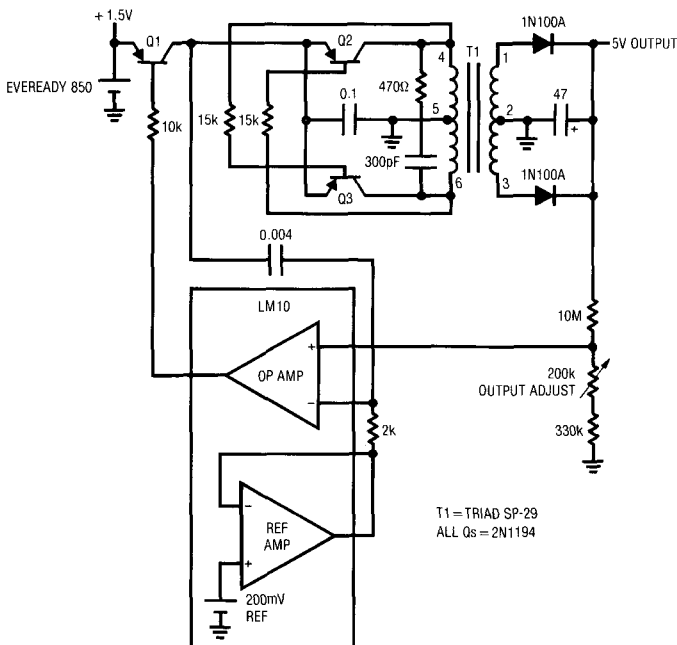 + 1.5V
Q1
Q2
1N100A
5V OUTPUT
EVEREADY 850
4
T1
1
470Ω
0.1
5
2
47
+
10k
15k
15k
300pF
6
3
1N100A
Q3
0.004
LM10
10M
+
OP AMP
200k
OUTPUT ADJUST
−
2k
330k
−
REF
AMP
+
T1 = TRIAD SP-29
ALL Qs = 2N1194
200mV
REF